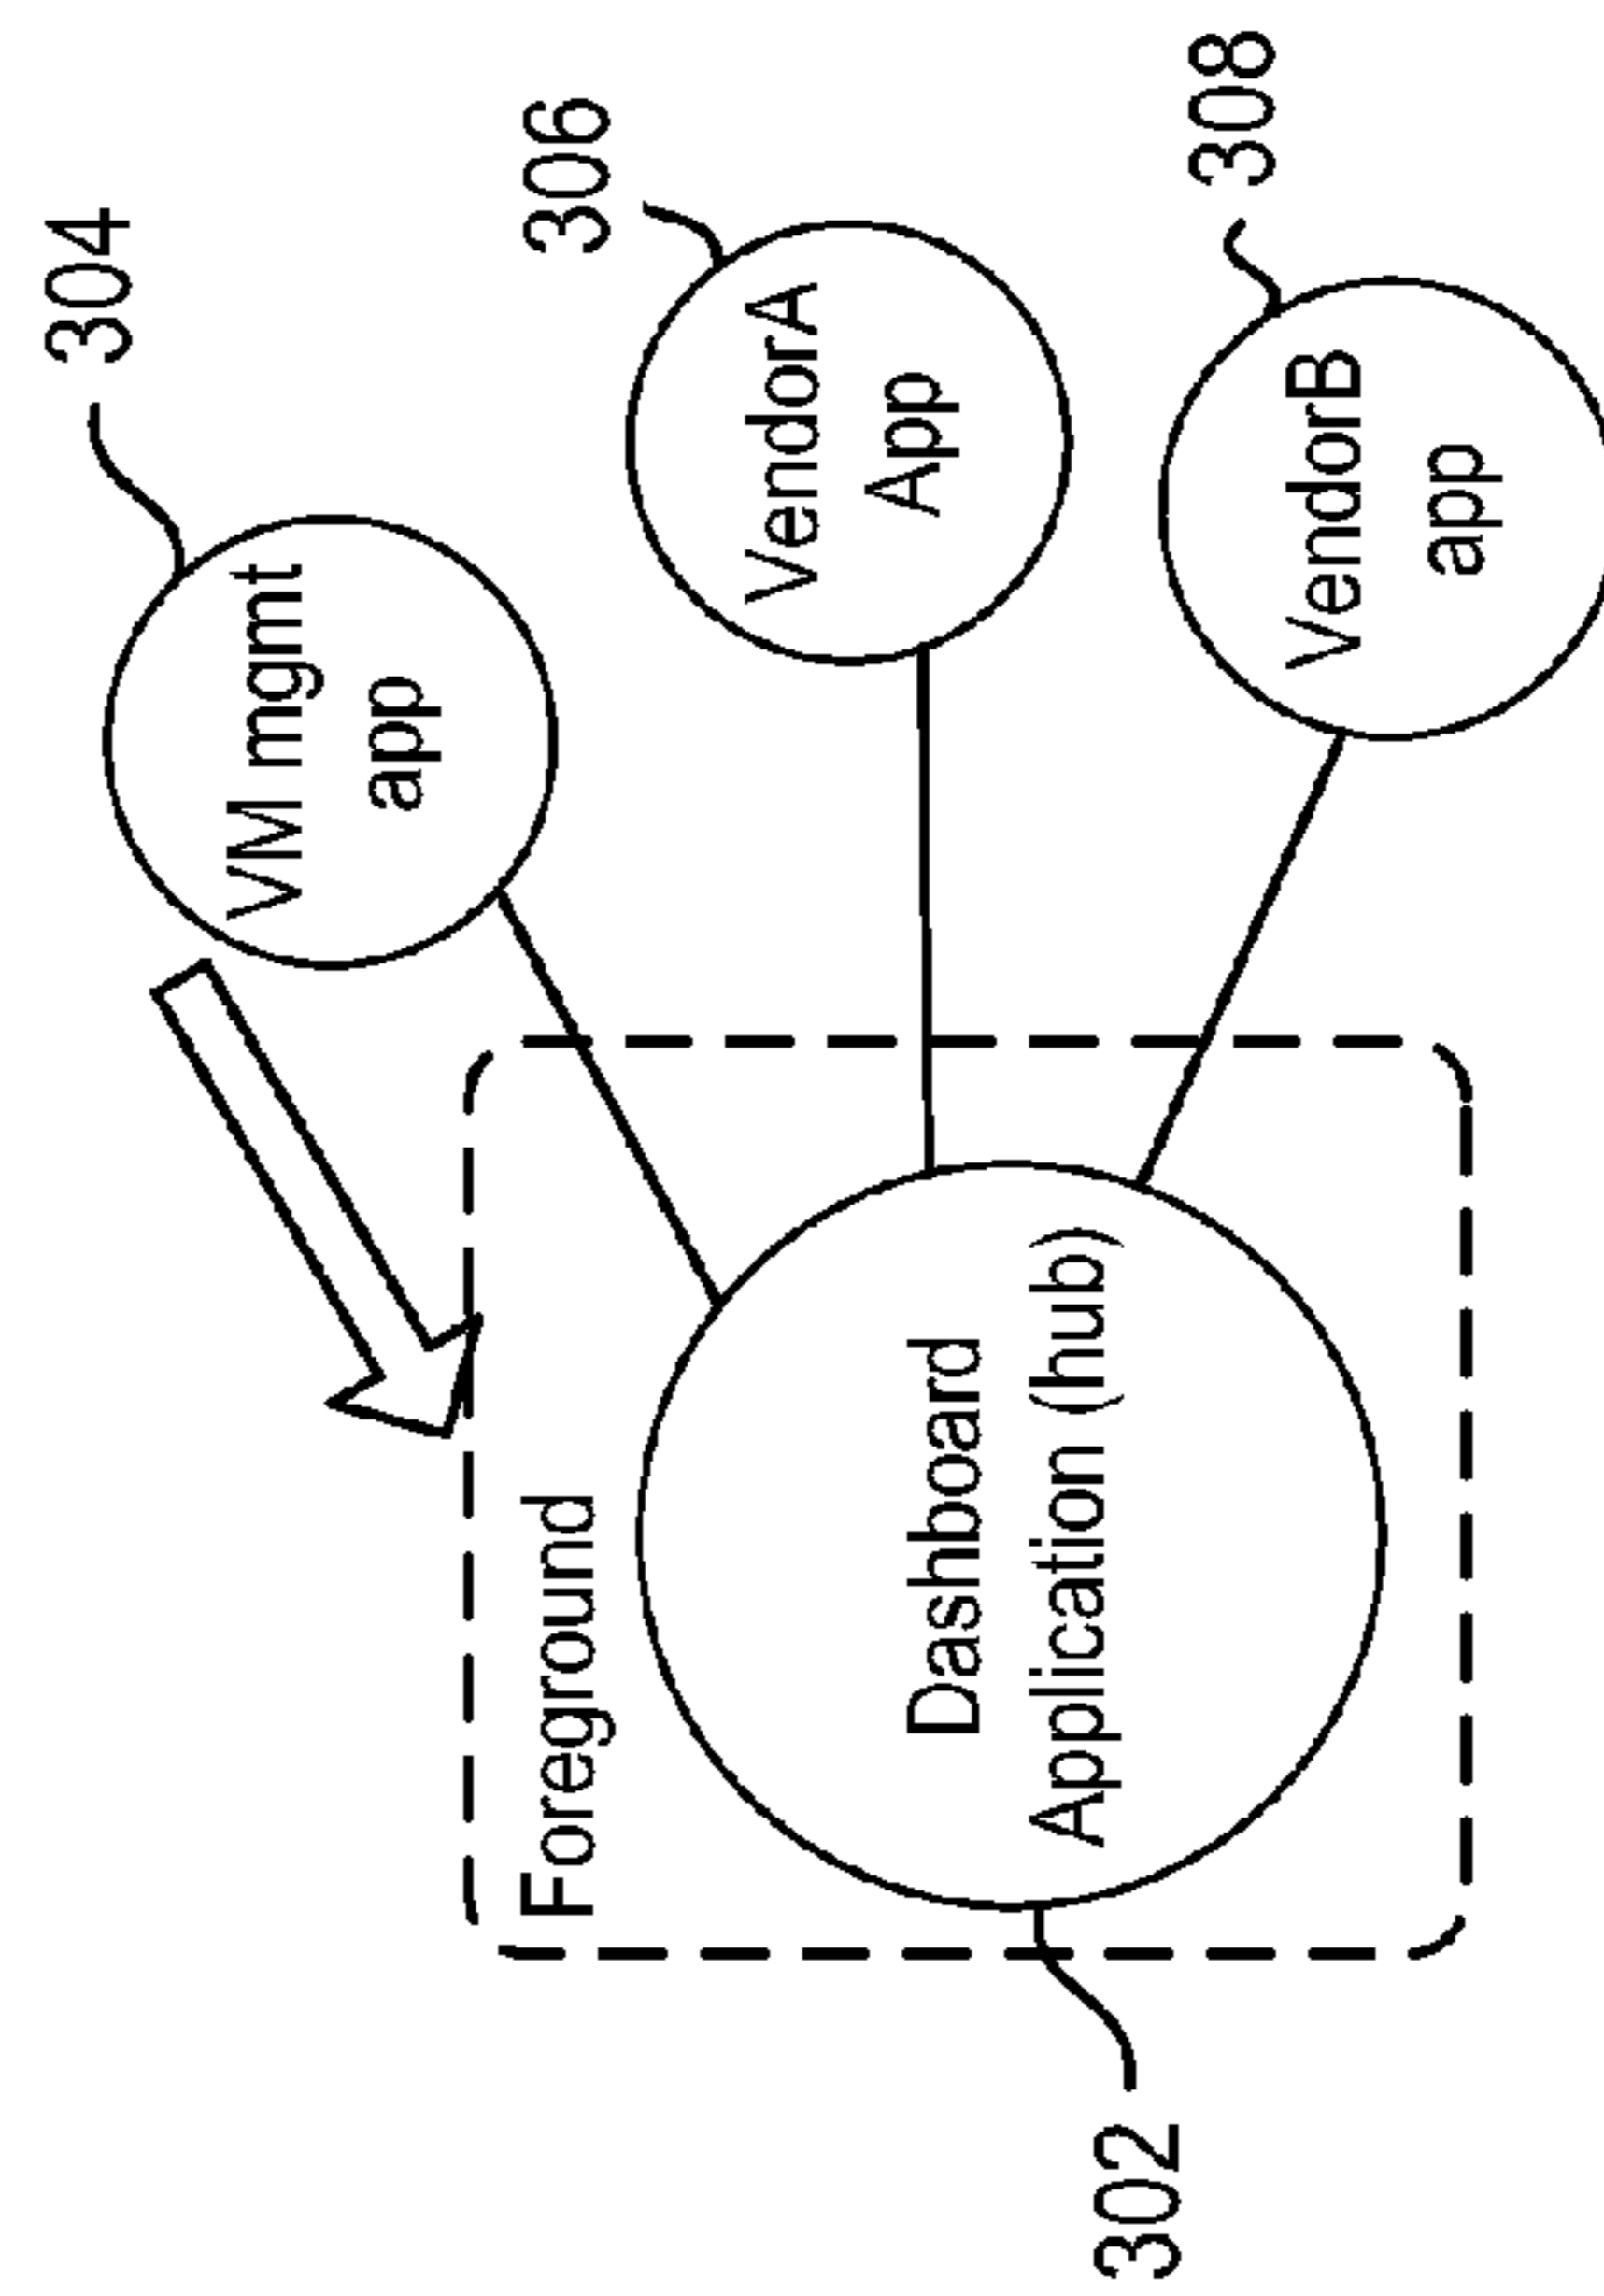 304
VM mgmt
app
306
VendorA
App
308
VendorB
app
Foreground
Dashboard
Application (hub)
302